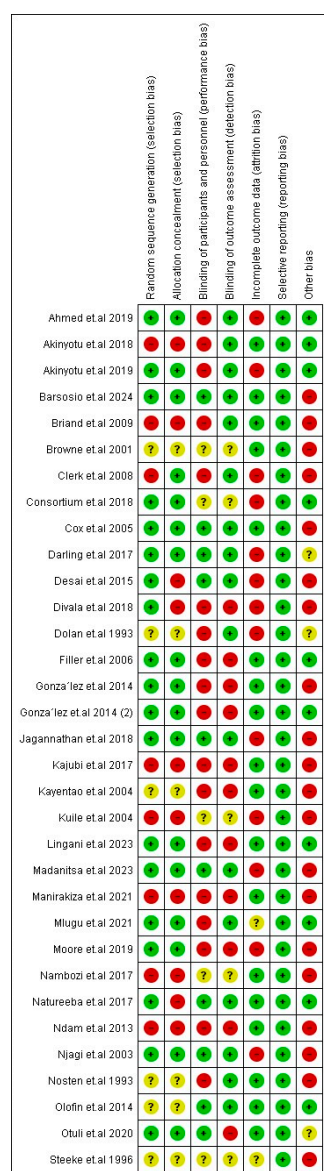 Random sequence generation (selection bias)
Allocation concealment (selection bias)
Blinding of participants and personnel (performance bias)
Blinding of outcome assessment (detection bias)
Incomplete outcome data (attrition bias)
Selective reporting (reporting bias)
Other bias
Ahmed et.al 2019 + + - + - + +
Akinyotu et.al 2018 - - - + + + +
Akinyotu et.al 2019 + + - + - + +
Barsosio et.al 2024 + + + + + + -
Briand et.al 2009 - - - + + + -
Browne et.al 2001 ? ? ? ? + + -
Clerk et.al 2008 - + - + - + -
Consortium et.al 2018 + + ? ? - + +
Cox et.al 2005 + + + + + + -
Darling et.al 2017 + + + + - + ?
Desai et.al 2015 + - + + - + -
Divala et.al 2018 + - - - - + -
Dolan et.al 1993 ? ? - + - + ?
Filler et.al 2006 + + - - + + +
Gonza´lez et.al 2014 + + - - + + -
Gonza´lez et.al 2014 (2) + + - - + + +
Jagannathan et.al 2018 + + + + - + -
Kajubi et.al 2017 - - - - + + -
Kayentao et.al 2004 ? ? - - + + -
Kuile et.al 2004 - - ? ? - + -
Lingani et.al 2023 + + - - + + +
Madanitsa et.al 2023 + + + + - + -
Manirakiza et.al 2021 - - - - + + -
Mlugu et.al 2021 + + - + ? + +
Moore et.al 2019 + + - - - + -
Nambozi et.al 2017 - - ? ? + + -
Natureeba et.al 2017 + - + + + + +
Ndam et.al 2013 - - - - + + -
Njagi et.al 2003 + + + + - + -
Nosten et.al 1993 ? ? - + + + -
Olofin et.al 2014 ? ? + + + + +
Otuli et.al 2020 + + + - + + ?
Steeke et.al 1996 ? ? ? ? ? + -